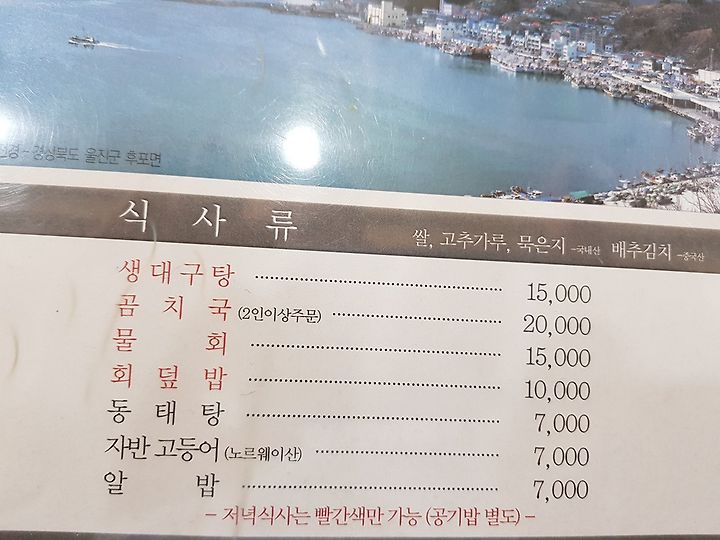 전경 - 경상북도 울진군 후포면
식 사 류
쌀, 고추가루, 묵은지 -국내산 배추김치 -중국산
생대구탕 15,000
곰 치 국 (2인이상주문) 20,000
물 회 15,000
회 덮 밥 10,000
동 태 탕 7,000
자반 고등어 (노르웨이산) 7,000
알 밥 7,000
- 저녁식사는 빨간색만 가능 (공기밥 별도) -